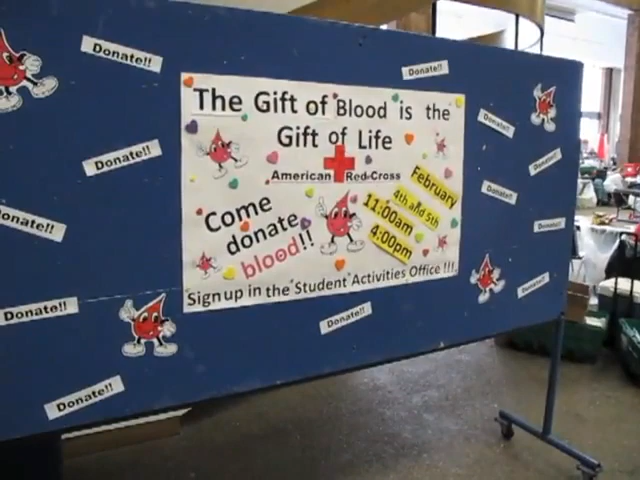 Donate!!
Donate!!
Donate!!
Donate!!
Donate!!
The Gift of Blood is the
Gift of Life
American Red Cross
Come
donate
blood!!
February
4th and 5th
11:00am
4:00pm
Sign up in the Student Activities Office !!!
Donate!!
Donate!!
Donate!!
Donate!!
Donate!!
Donate!!
Donate!!
Donate!!